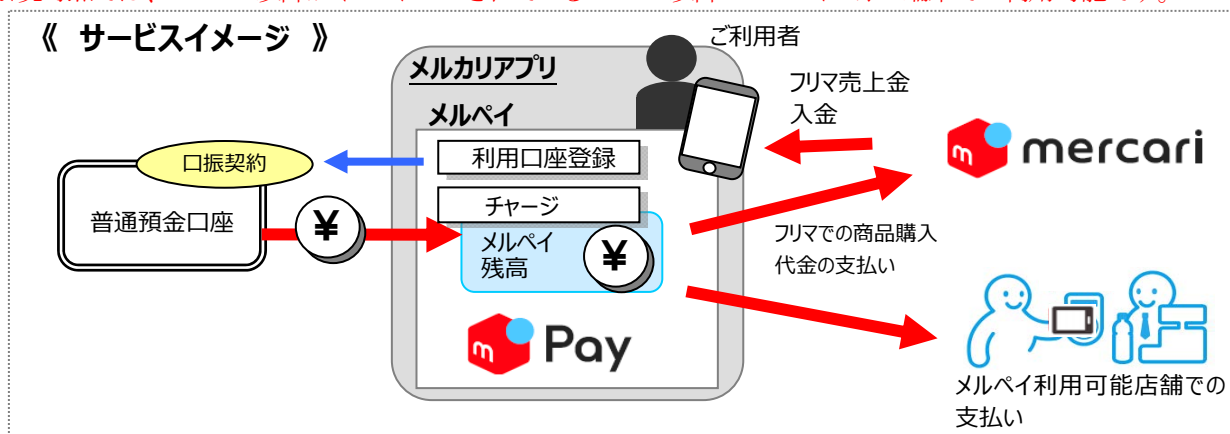 《 サービスイメージ 》
ご利用者
メルカリアプリ
フリマ売上金
入金
メルペイ
口振契約
利用口座登録
m mercari
普通預金口座
¥
チャージ
メルペイ
残高
¥
フリマでの商品購入
代金の支払い
m Pay
メルペイ利用可能店舗での
支払い